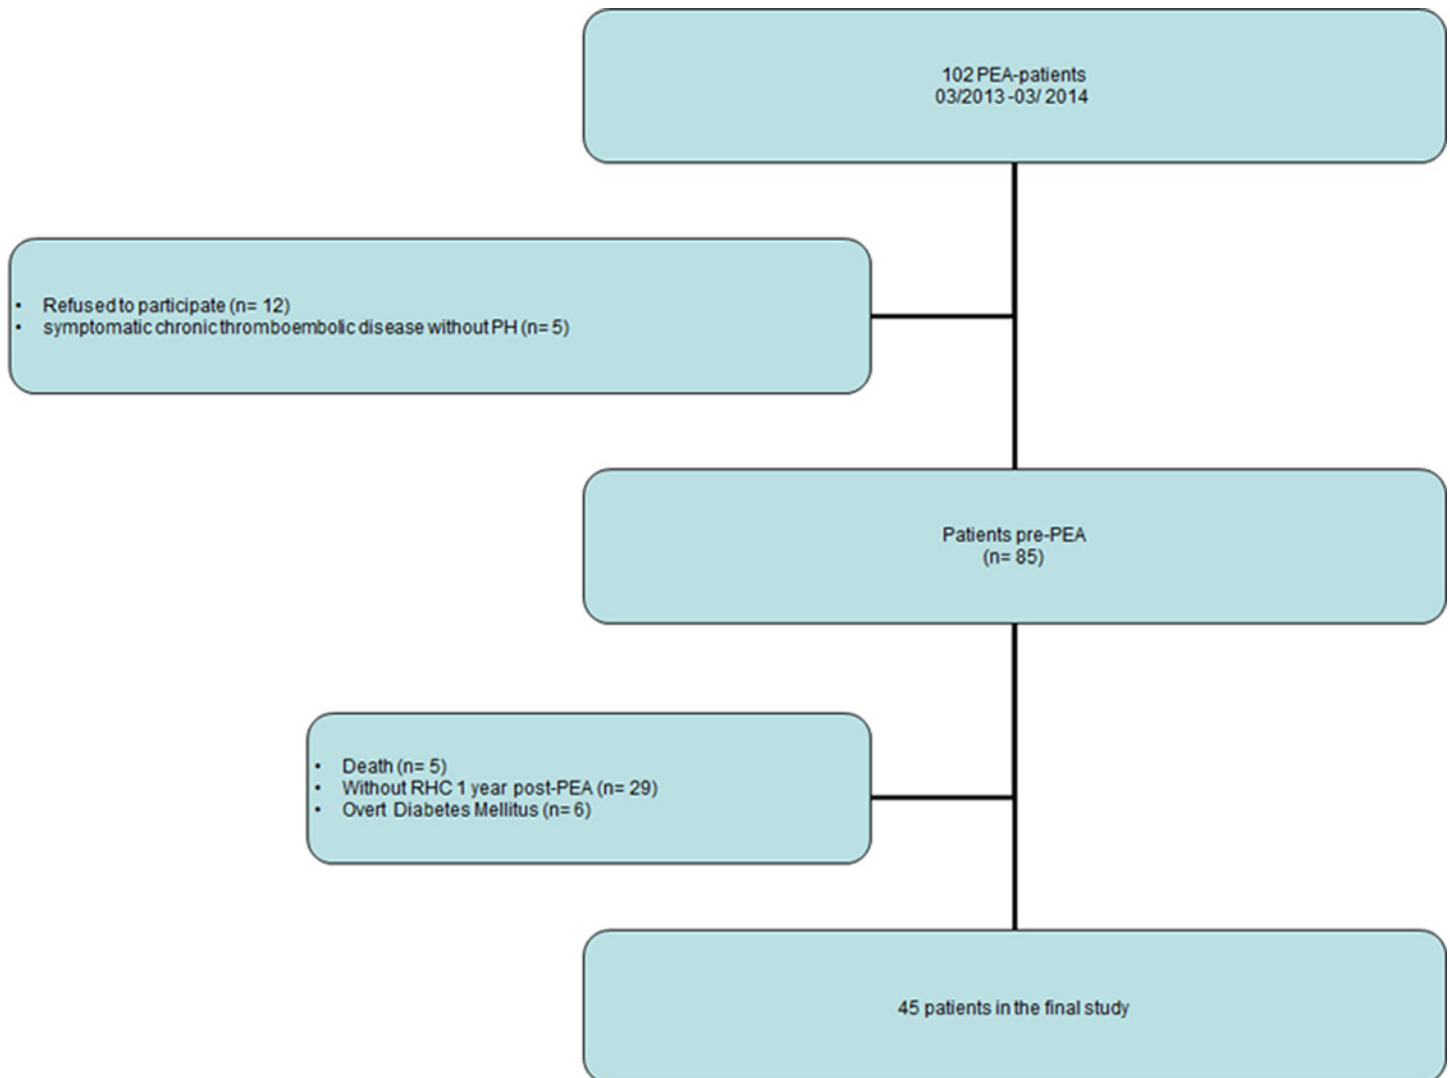 102 PEA-patients
03/2013 -03/ 2014
• Refused to participate (n= 12)
• symptomatic chronic thromboembolic disease without PH (n= 5)
Patients pre-PEA
(n= 85)
• Death (n= 5)
• Without RHC 1 year post-PEA (n= 29)
• Overt Diabetes Mellitus (n= 6)
45 patients in the final study